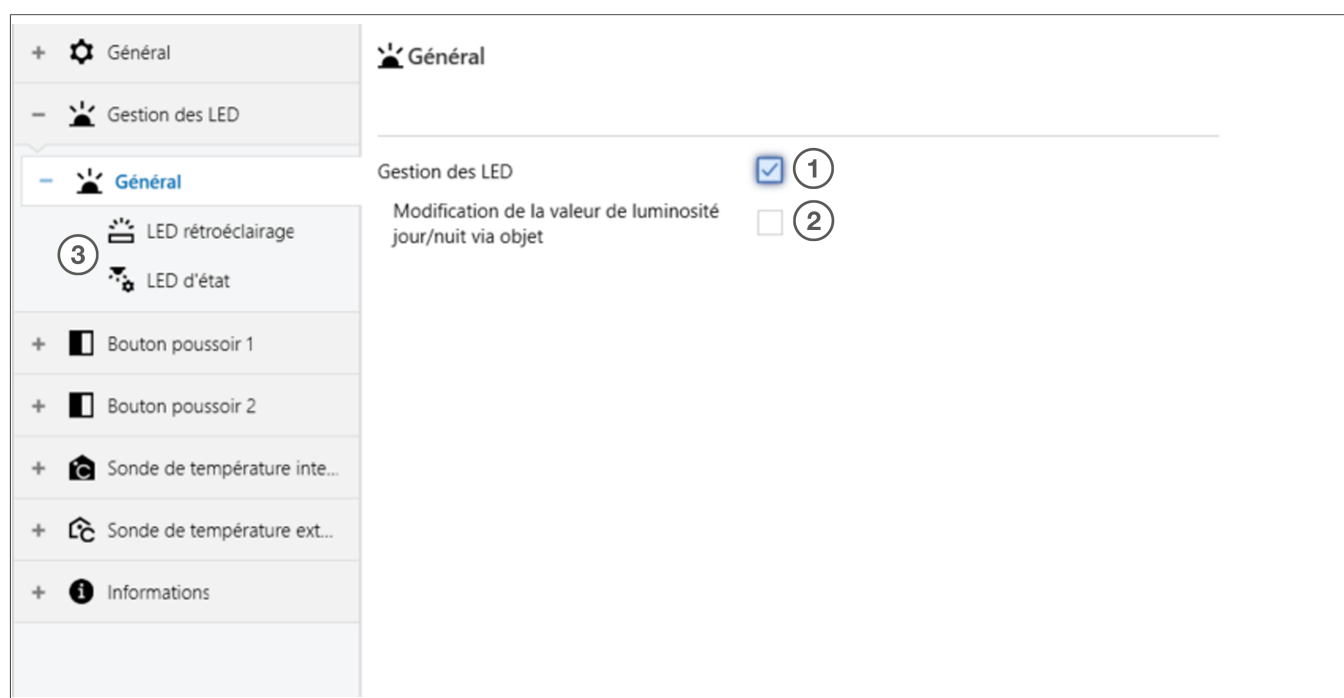 Général
Gestion des LED
Général
LED rétroéclairage
3
LED d'état
Bouton poussoir 1
Bouton poussoir 2
Sonde de température inte...
Sonde de température ext...
Informations
Général
Gestion des LED
1
Modification de la valeur de luminosité
jour/nuit via objet
2